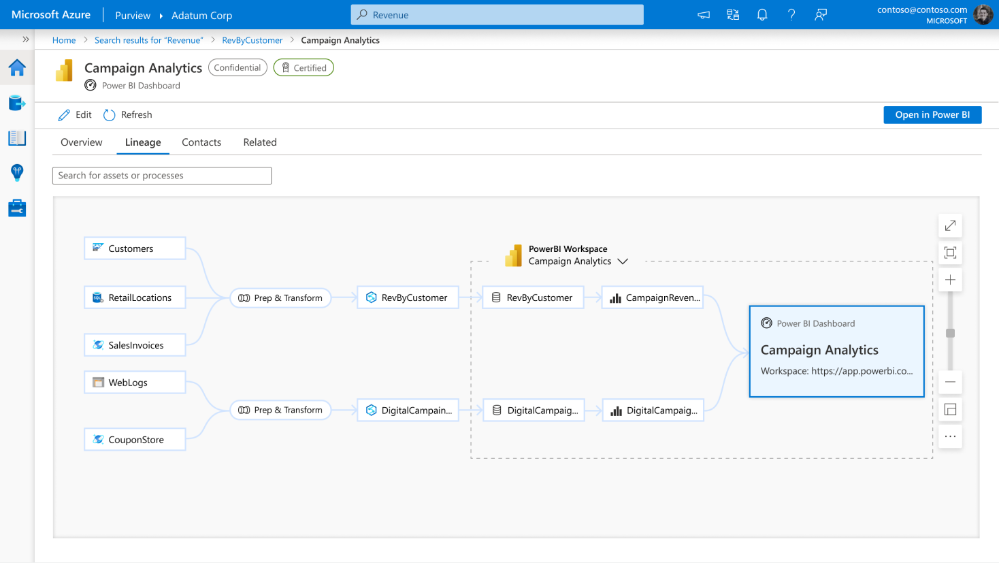 Microsoft Azure
Purview
Adatum Corp
Revenue
contoso@contoso.com
MICROSOFT
Home
Search results for “Revenue”
RevByCustomer
Campaign Analytics
Campaign Analytics
Confidential
Certified
Power BI Dashboard
Edit
Refresh
Open in Power BI
Overview
Lineage
Contacts
Related
Search for assets or processes
PowerBI Workspace
Campaign Analytics
Customers
RetailLocations
SalesInvoices
WebLogs
CouponStore
Prep & Transform
RevByCustomer
RevByCustomer
CampaignReven...
Prep & Transform
DigitalCampain...
DigitalCampaig...
DigitalCampaig...
Power BI Dashboard
Campaign Analytics
Workspace: https://app.powerbi.co...